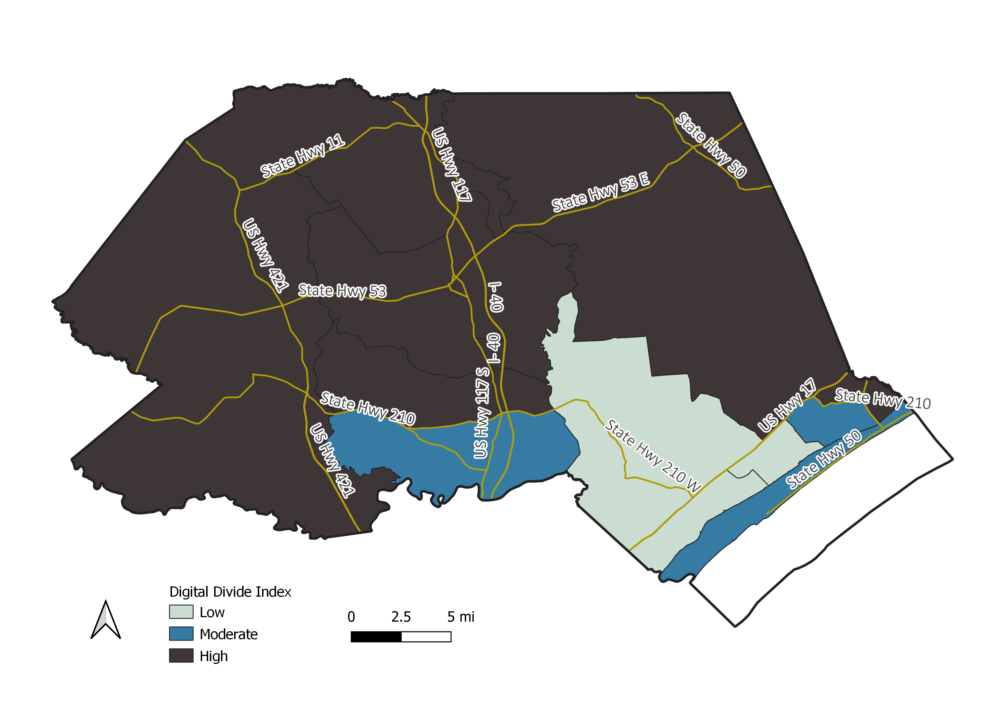 State Hwy 11
US Hwy 117
State Hwy 50
State Hwy 53 E
US Hwy 421
State Hwy 53
I- 40
I- 40
US Hwy 117 S
State Hwy 210
US Hwy 17
State Hwy 210
State Hwy 210 W
US Hwy 421
State Hwy 50
Digital Divide Index
Low
Moderate
High
0 2.5 5 mi